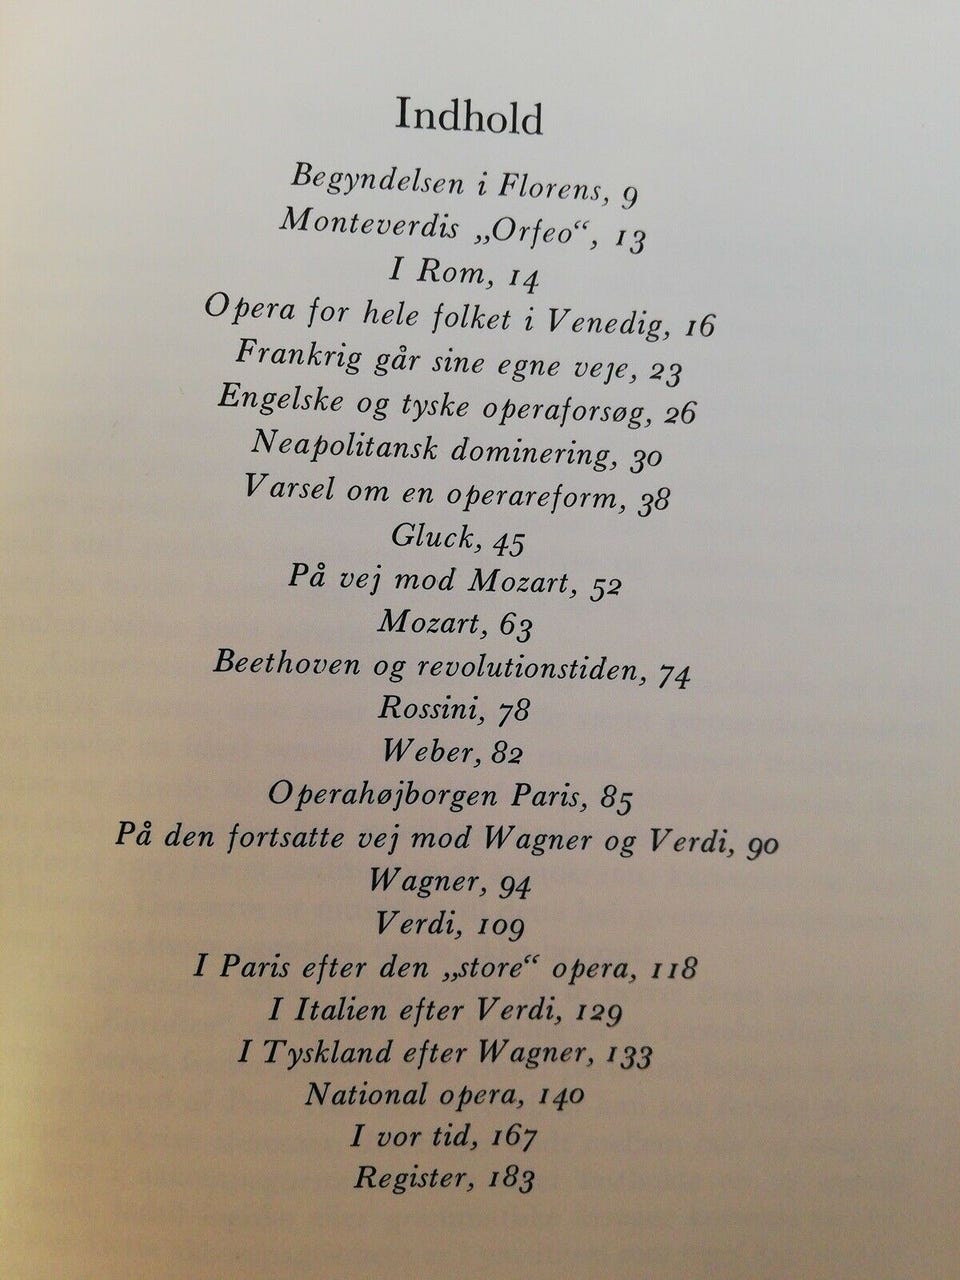 Indhold
Begyndelsen i Florens, 9
Monteverdis „Orfeo“, 13
I Rom, 14
Opera for hele folket i Venedig, 16
Frankrig går sine egne veje, 23
Engelske og tyske operaforsøg, 26
Neapolitansk dominering, 30
Varsel om en operareform, 38
Gluck, 45
På vej mod Mozart, 52
Mozart, 63
Beethoven og revolutionstiden, 74
Rossini, 78
Weber, 82
Operahøjborgen Paris, 85
På den fortsatte vej mod Wagner og Verdi, 90
Wagner, 94
Verdi, 109
I Paris efter den „store“ opera, 118
I Italien efter Verdi, 129
I Tyskland efter Wagner, 133
National opera, 140
I vor tid, 167
Register, 183